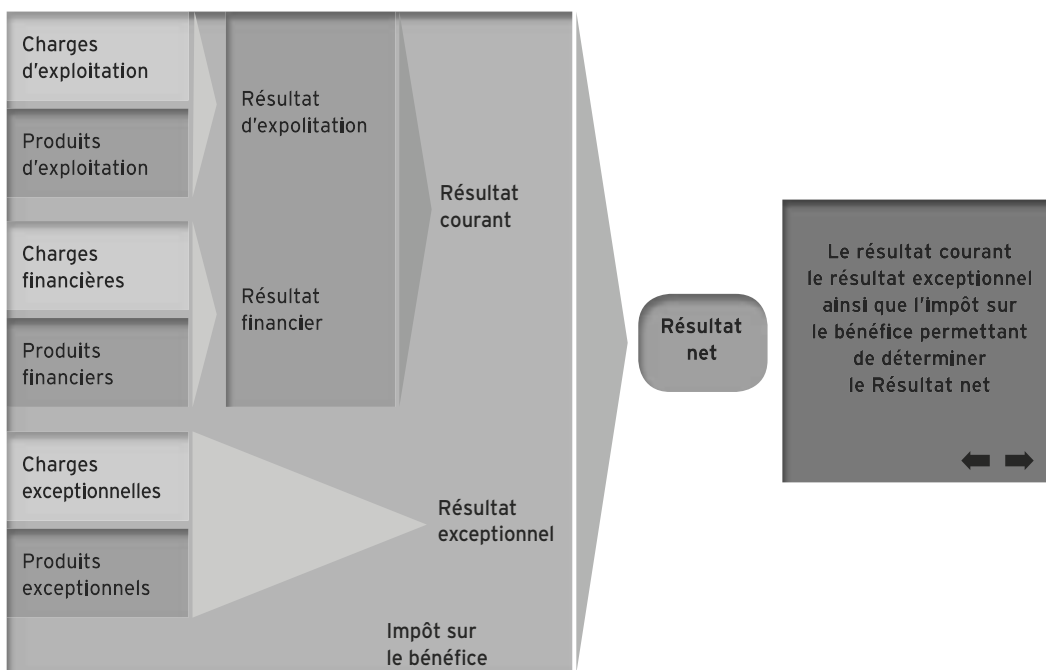 Charges
d'exploitation
Produits
d'exploitation
Résultat
d'expolitation
Charges
financières
Produits
financiers
Résultat
financier
Résultat
courant
Charges
exceptionnelles
Produits
exceptionnels
Résultat
exceptionnel
Impôt sur
le bénéfice
Résultat
net
Le résultat courant
le résultat exceptionnel
ainsi que l'impôt sur
le bénéfice permettant
de déterminer
le Résultat net